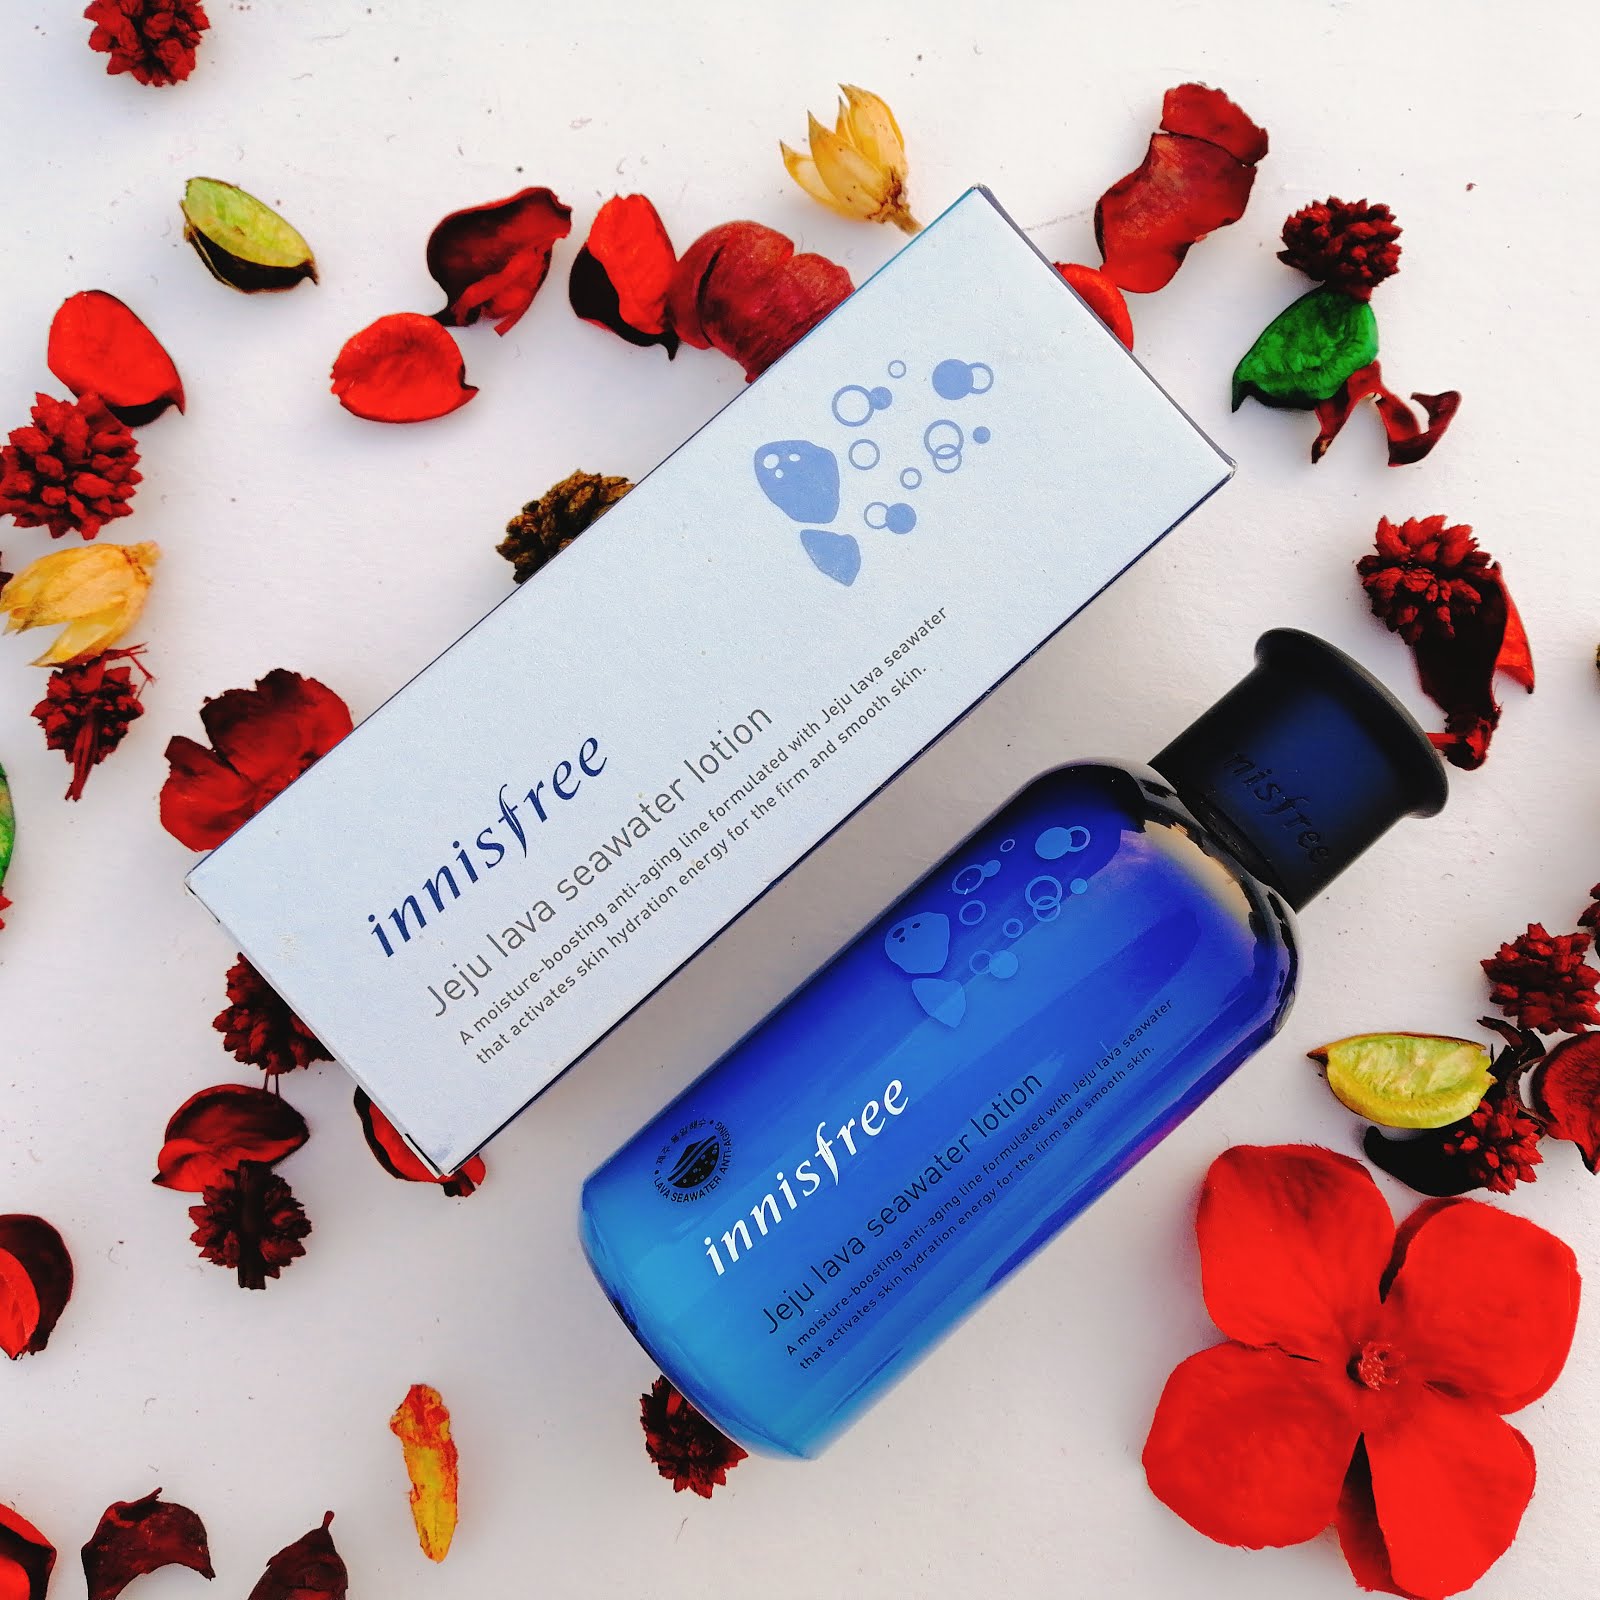 innisfree
Jeju lava seawater lotion
A moisture-boosting anti-aging line formulated with Jeju lava seawater
that activates skin hydration energy for the firm and smooth skin.
nisfree
LAVA SEAWATER ANTI-AGING
innisfree
Jeju lava seawater lotion
A moisture-boosting anti-aging line formulated with Jeju lava seawater
that activates skin hydration energy for the firm and smooth skin.